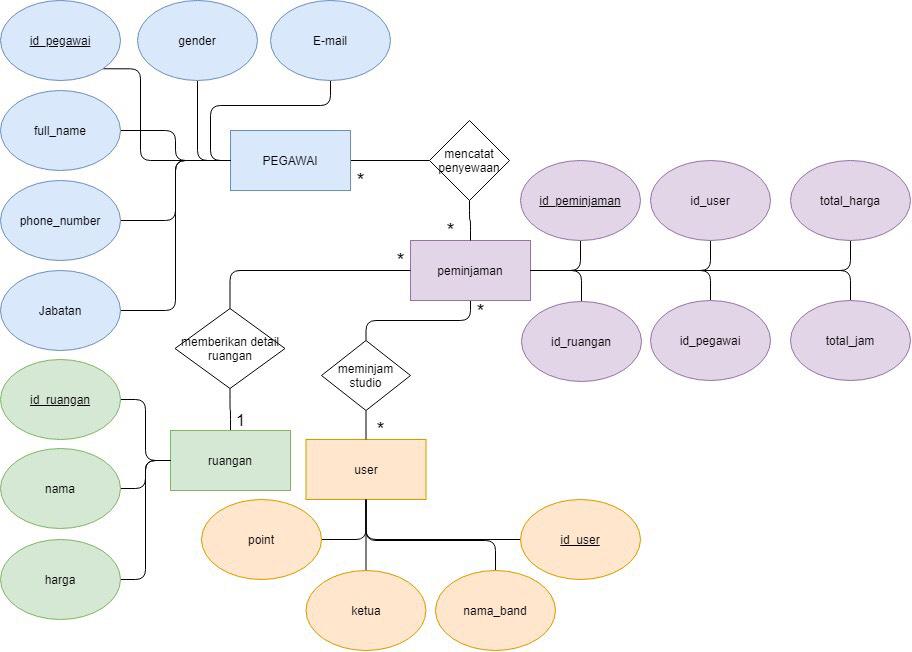 id_pegawai
gender
E-mail
full_name
PEGAWAI
mencatat
penyewaan
*
phone_number
id_peminjaman
id_user
total_harga
*
*
peminjaman
Jabatan
*
memberikan detail
ruangan
id_ruangan
id_pegawai
total_jam
meminjam
studio
id_ruangan
1
*
ruangan
user
nama
point
id_user
harga
ketua
nama_band